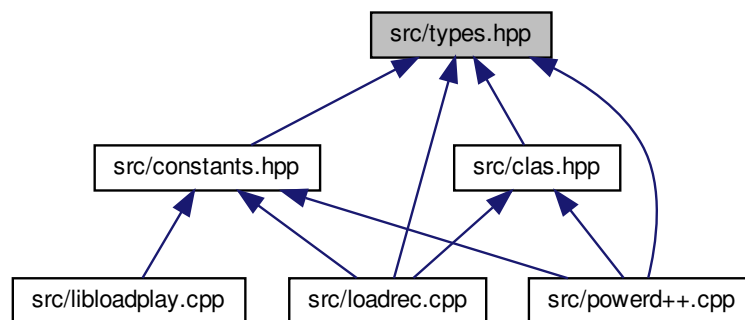 src/types.hpp
src/constants.hpp
src/clas.hpp
src/libloadplay.cpp
src/loadrec.cpp
src/powerd++.cpp